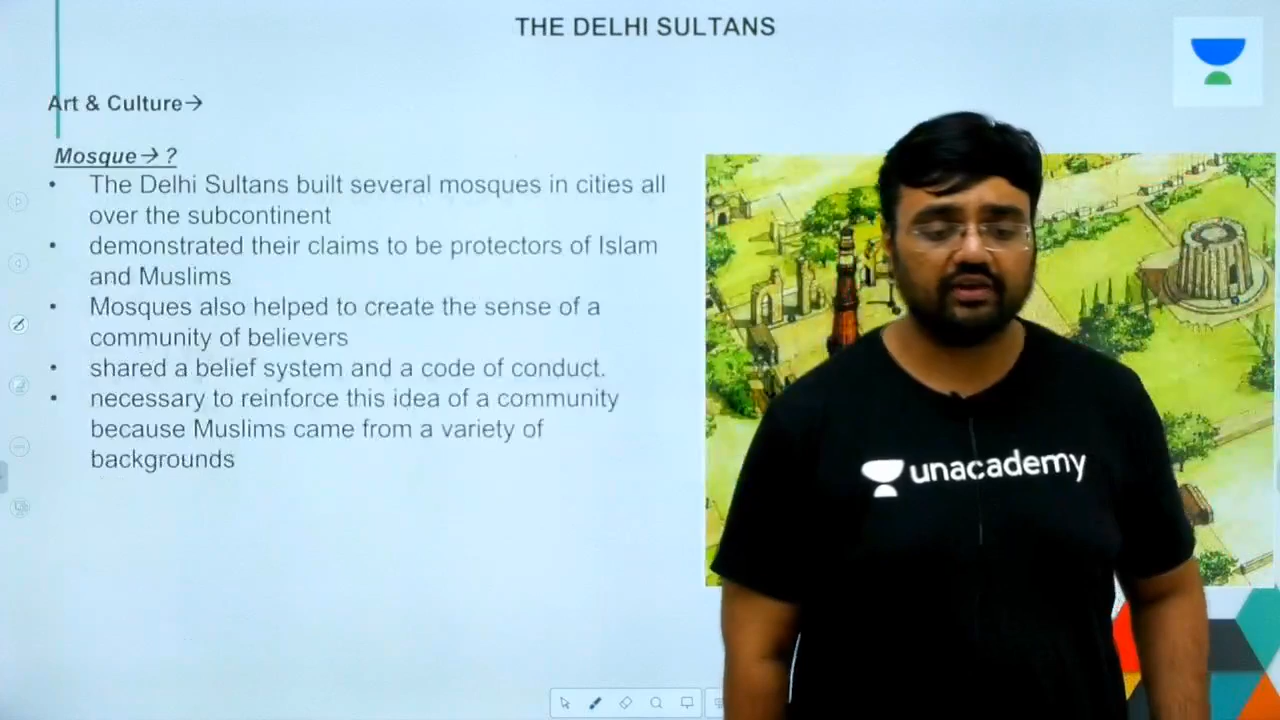 THE DELHI SULTANS
Art & Culture→
Mosque→ ?
• The Delhi Sultans built several mosques in cities all
over the subcontinent
• demonstrated their claims to be protectors of Islam
and Muslims
• Mosques also helped to create the sense of a
community of believers
• shared a belief system and a code of conduct.
• necessary to reinforce this idea of a community
because Muslims came from a variety of
backgrounds
unacademy